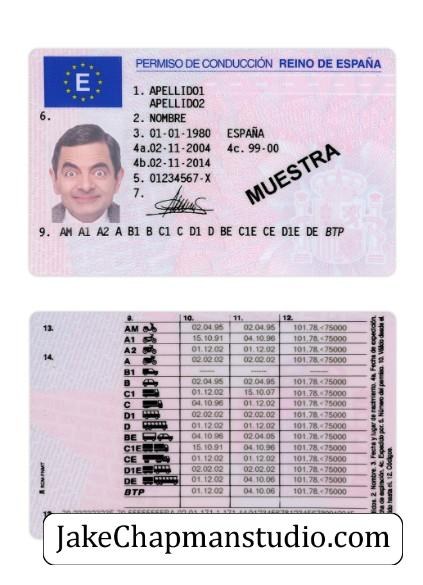 PERMISO DE CONDUCCIÓN REINO DE ESPAÑA
E
1. APELLIDO1
APELLIDO2
6.
2. NOMBRE
3. 01-01-1980 ESPAÑA
4a.02-11-2004 4c. 99-00
4b.02-11-2014
5. 01234567-X
7.
MUESTRA
9. AM A1 A2 A B1 B C1 C D1 D BE C1E CE D1E DE BTP
9. 10. 11. 12.
13.
AM 02.04.95 02.04.95 101.78.<75000
A1 15.10.91 04.10.96 101.78.<75000
14.
A2 01.12.02 01.12.02 101.78.<75000
A 02.02.02 02.02.02 101.78.<75000
B1 ------ ------ 101.78.<75000
B 02.04.96 02.02.02 101.78.<75000
C1 01.12.02 15.10.07 101.78.<75000
C 04.10.96 01.12.02 101.78.<75000
D1 02.02.02 02.02.02 101.78.<75000
D 01.12.02 01.12.02 101.78.<75000
BE 04.10.96 02.04.05 101.78.<75000
C1E 15.10.91 04.10.96 101.78.<75000
CE 01.12.02 01.12.02 101.78.<75000
D1E 02.02.02 02.02.02 101.78.<75000
DE 01.12.02 04.10.06 101.78.<75000
BTP 01.12.02 04.10.06 101.78.<75000
JakeChapmanstudio.com